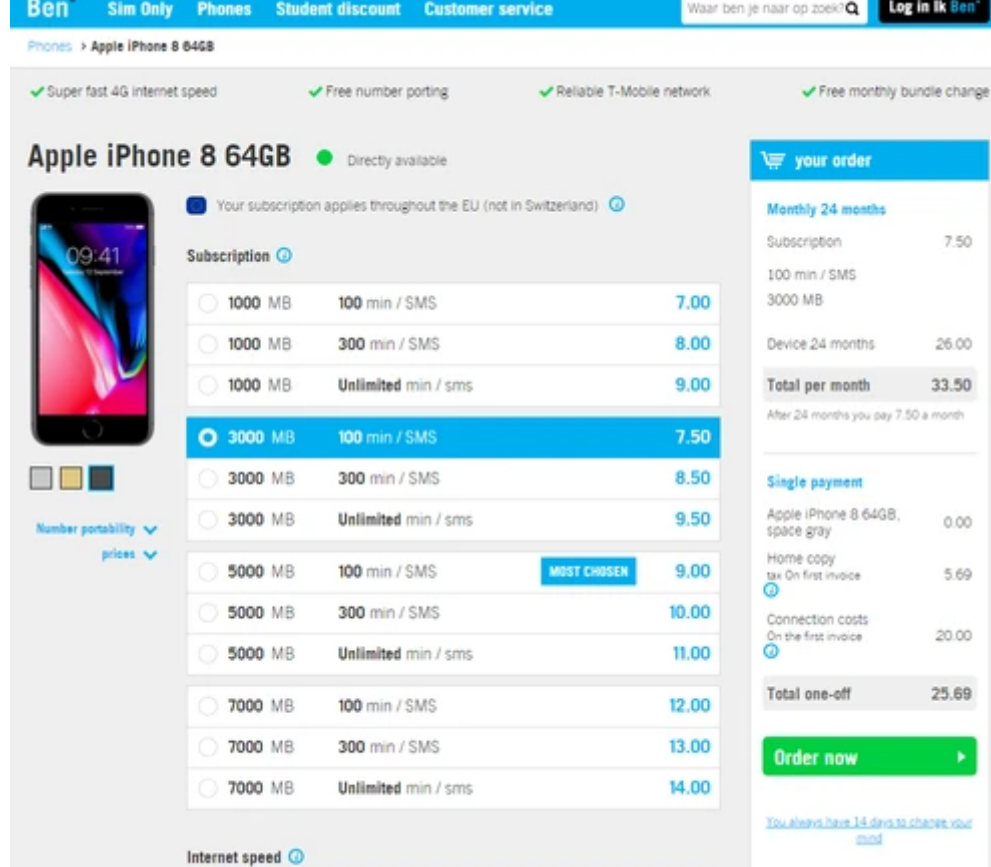 Ben
Sim Only Phones Student discount Customer service
Waar ben je naar op zoek?
Log in Ik Ben
Phones > Apple iPhone 8 64GB
Super fast 4G internet speed
Free number porting
Reliable T-Mobile network
Free monthly bundle change
Apple iPhone 8 64GB
Directly available
09:41
Your subscription applies throughout the EU (not in Switzerland)
Subscription
1000 MB 100 min / SMS 7.00
1000 MB 300 min / SMS 8.00
1000 MB Unlimited min / sms 9.00
3000 MB 100 min / SMS 7.50
3000 MB 300 min / SMS 8.50
3000 MB Unlimited min / sms 9.50
5000 MB 100 min / SMS MOST CHOSEN 9.00
5000 MB 300 min / SMS 10.00
5000 MB Unlimited min / sms 11.00
7000 MB 100 min / SMS 12.00
7000 MB 300 min / SMS 13.00
7000 MB Unlimited min / sms 14.00
Number portability
prices
Internet speed
your order
Monthly 24 months
Subscription 7.50
100 min / SMS
3000 MB
Device 24 months 26.00
Total per month 33.50
After 24 months you pay 7.50 a month
Single payment
Apple iPhone 8 64GB,
space gray 0.00
Home copy
tax On first invoice 5.69
Connection costs
On the first invoice 20.00
Total one-off 25.69
Order now
You always have 14 days to change your
mind